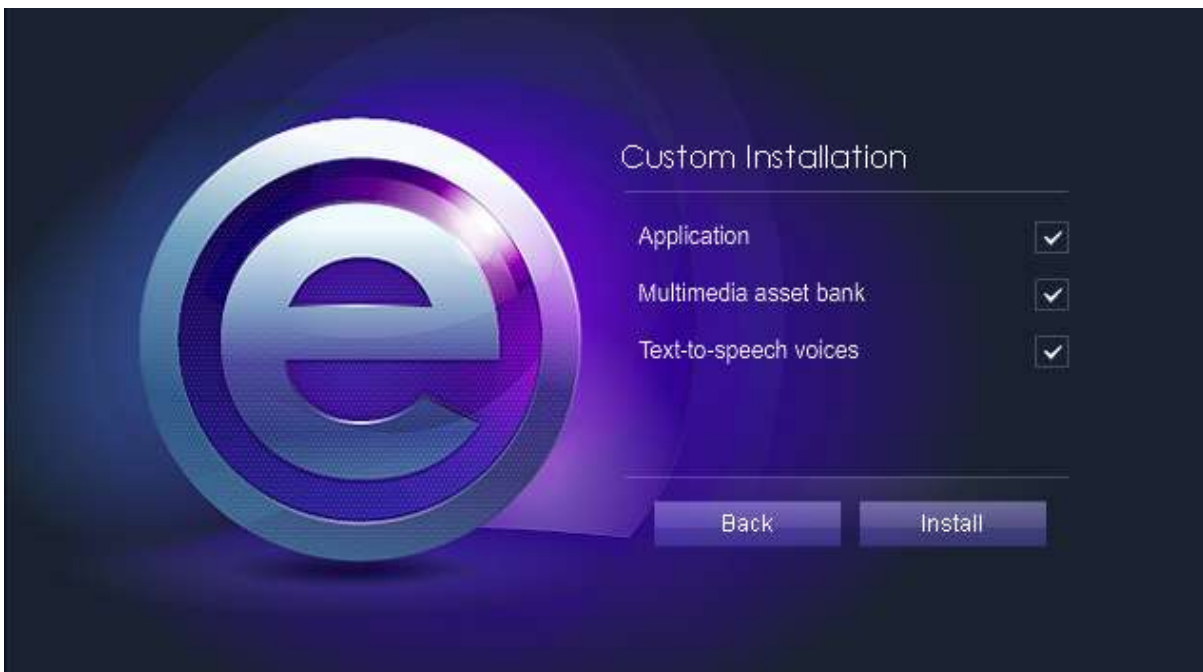 e
Custom Installation
Application
Multimedia asset bank
Text-to-speech voices
Back Install